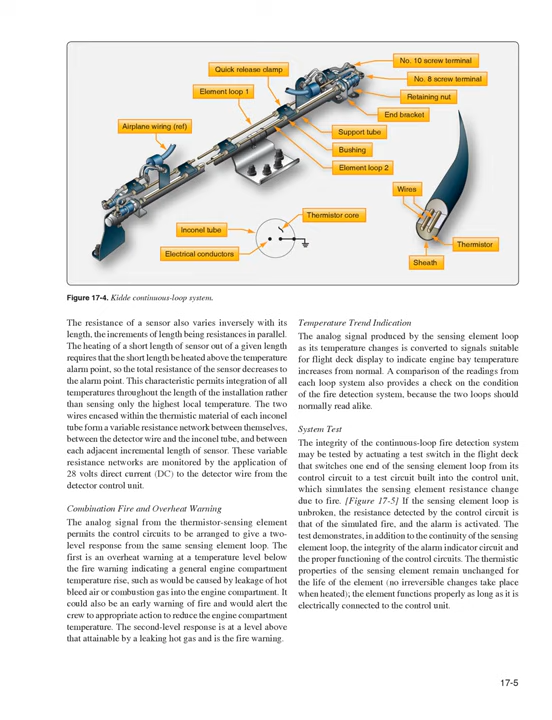 No. 10 screw terminal
Quick release clamp
No. 8 screw terminal
Element loop 1
Retaining nut
End bracket
Airplane wiring (ref)
Support tube
Bushing
Element loop 2
Wires
Thermistor core
Inconel tube
Thermistor
Electrical conductors
Sheath
Figure 17-4. Kidde continuous-loop system.
The resistance of a sensor also varies inversely with its
length, the increments of length being resistances in parallel.
The heating of a short length of sensor out of a given length
requires that the short length be heated above the temperature
alarm point, so the total resistance of the sensor decreases to
the alarm point. This characteristic permits integration of all
temperatures throughout the length of the installation rather
than sensing only the highest local temperature. The two
wires encased within the thermistic material of each inconel
tube form a variable resistance network between themselves,
between the detector wire and the inconel tube, and between
each adjacent incremental length of sensor. These variable
resistance networks are monitored by the application of
28 volts direct current (DC) to the detector wire from the
detector control unit.
Combination Fire and Overheat Warning
The analog signal from the thermistor-sensing element
permits the control circuits to be arranged to give a two-
level response from the same sensing element loop. The
first is an overheat warning at a temperature level below
the fire warning indicating a general engine compartment
temperature rise, such as would be caused by leakage of hot
bleed air or combustion gas into the engine compartment. It
could also be an early warning of fire and would alert the
crew to appropriate action to reduce the engine compartment
temperature. The second-level response is at a level above
that attainable by a leaking hot gas and is the fire warning.
Temperature Trend Indication
The analog signal produced by the sensing element loop
as its temperature changes is converted to signals suitable
for flight deck display to indicate engine bay temperature
increases from normal. A comparison of the readings from
each loop system also provides a check on the condition
of the fire detection system, because the two loops should
normally read alike.
System Test
The integrity of the continuous-loop fire detection system
may be tested by actuating a test switch in the flight deck
that switches one end of the sensing element loop from its
control circuit to a test circuit built into the control unit,
which simulates the sensing element resistance change
due to fire. [Figure 17-5] If the sensing element loop is
unbroken, the resistance detected by the control circuit is
that of the simulated fire, and the alarm is activated. The
test demonstrates, in addition to the continuity of the sensing
element loop, the integrity of the alarm indicator circuit and
the proper functioning of the control circuits. The thermistic
properties of the sensing element remain unchanged for
the life of the element (no irreversible changes take place
when heated); the element functions properly as long as it is
electrically connected to the control unit.
17-5